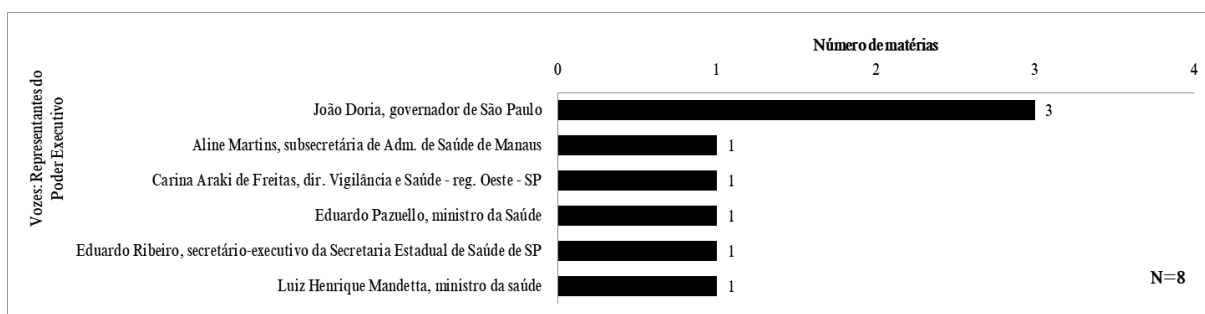 Número de matérias
0 1 2 3 4
Vozes: Representantes do
Poder Executivo
João Doria, governador de São Paulo 3
Aline Martins, subsecretária de Adm. de Saúde de Manaus 1
Carina Araki de Freitas, dir. Vigilância e Saúde - reg. Oeste - SP 1
Eduardo Pazuello, ministro da Saúde 1
Eduardo Ribeiro, secretário-executivo da Secretaria Estadual de Saúde de SP 1
Luiz Henrique Mandetta, ministro da saúde 1
N=8